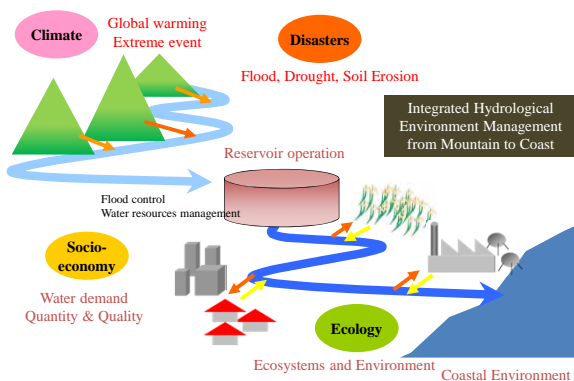 Climate
Global warming
Extreme event
Disasters
Flood, Drought, Soil Erosion
Integrated Hydrological
Environment Management
from Mountain to Coast
Reservoir operation
Flood control
Water resources management
Socio-
economy
Water demand
Quantity & Quality
Ecology
Ecosystems and Environment
Coastal Environment